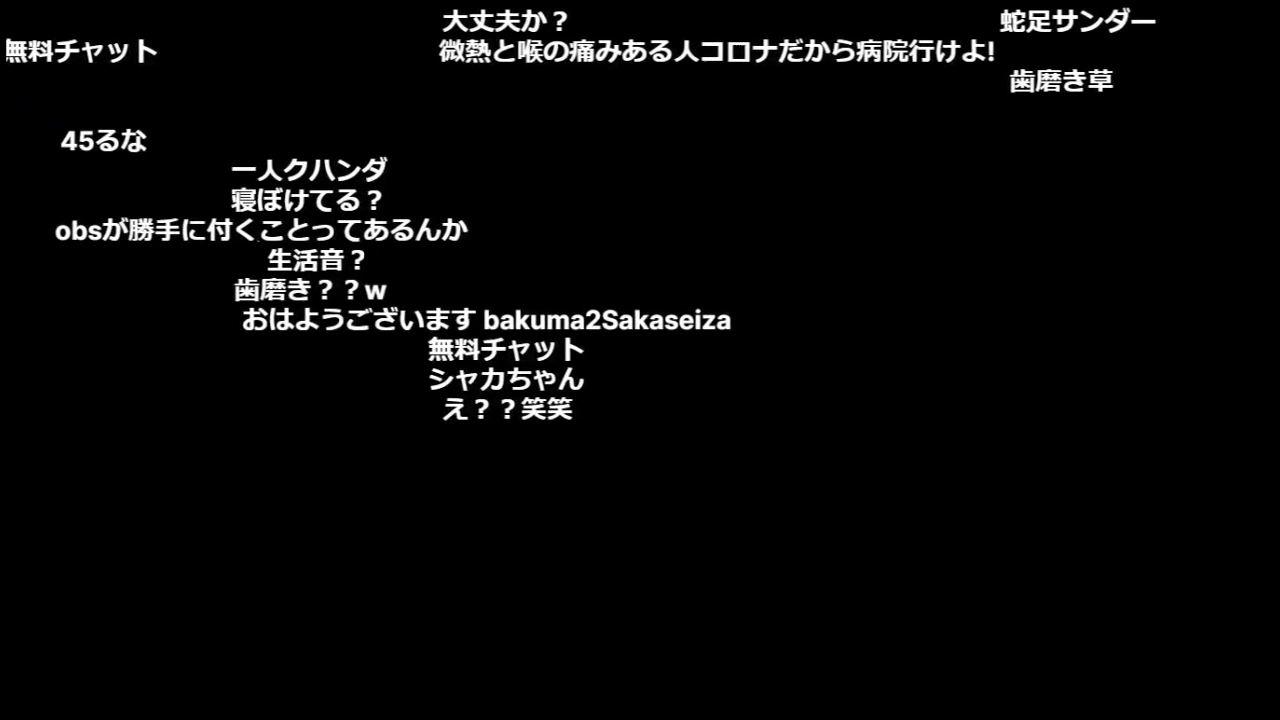 大丈夫か？
蛇足サンダー
無料チャット
微熱と喉の痛みある人コロナだから病院行けよ!
歯磨き草
45るな
一人クハンダ
寝ぼけてる？
obsが勝手に付くことってあるんか
生活音？
歯磨き？？w
おはようございます bakuma2Sakaseiza
無料チャット
シャカちゃん
え？？笑笑